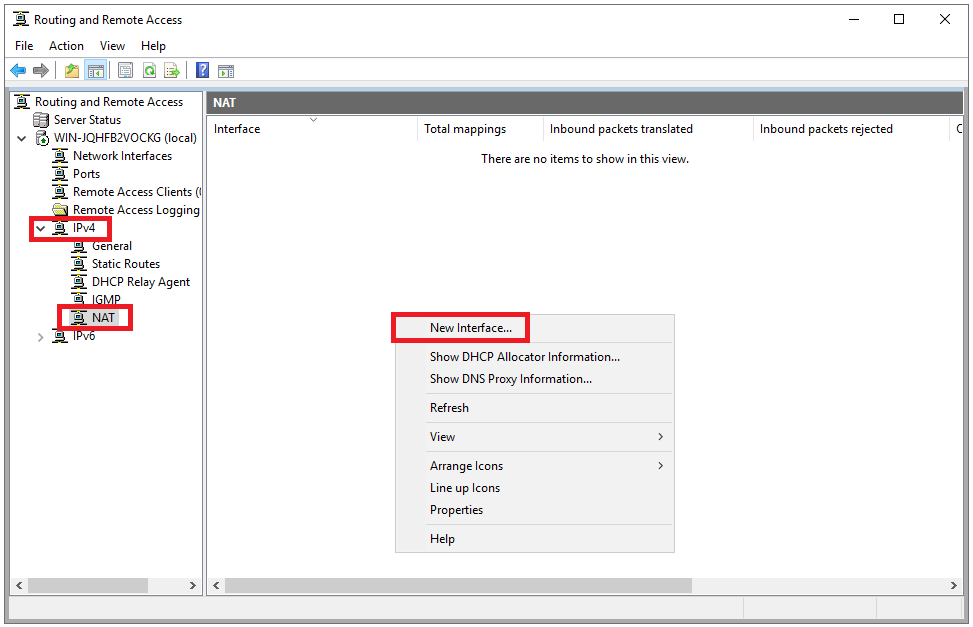 Routing and Remote Access
File Action View Help
Routing and Remote Access
Server Status
WIN-JQHFB2VOCKG (local)
Network Interfaces
Ports
Remote Access Clients (
Remote Access Logging
IPv4
General
Static Routes
DHCP Relay Agent
IGMP
NAT
IPv6
NAT
Interface Total mappings Inbound packets translated Inbound packets rejected
There are no items to show in this view.
New Interface...
Show DHCP Allocator Information...
Show DNS Proxy Information...
Refresh
View
Arrange Icons
Line up Icons
Properties
Help